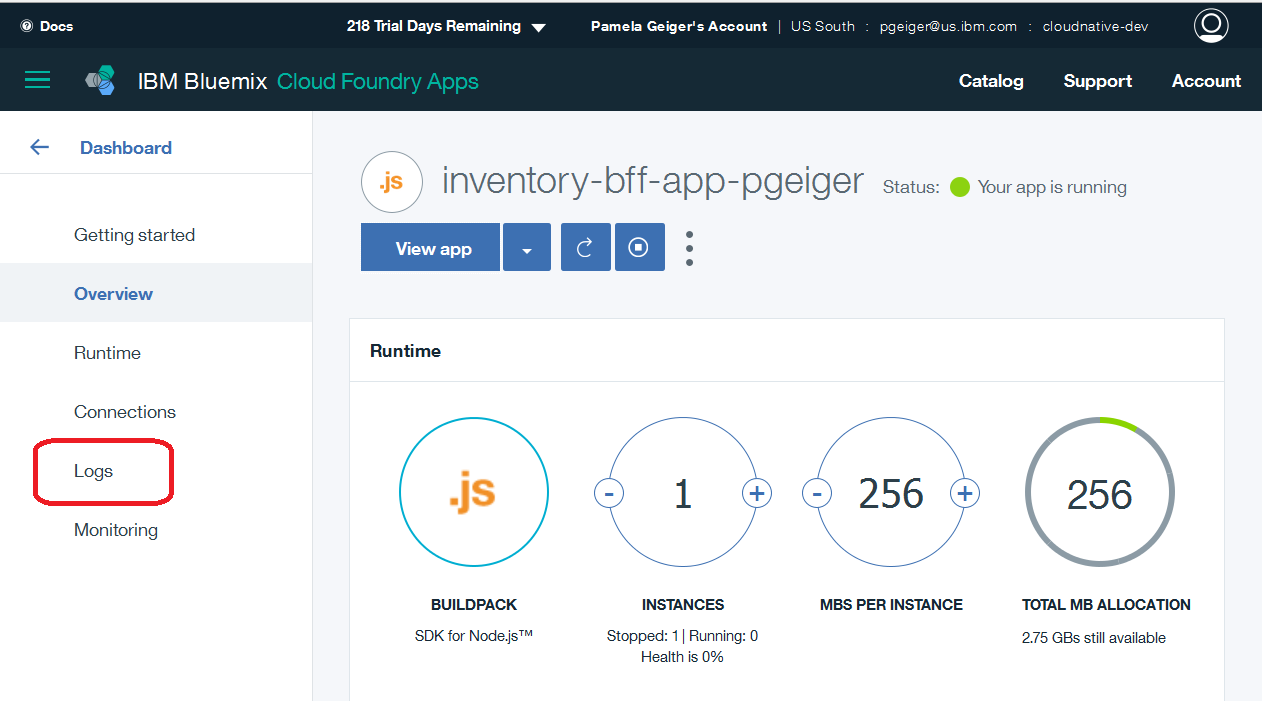 Docs
218 Trial Days Remaining
Pamela Geiger's Account | US South : pgeiger@us.ibm.com : cloudnative-dev
IBM Bluemix Cloud Foundry Apps
Catalog Support Account
Dashboard
Getting started
Overview
Runtime
Connections
Logs
Monitoring
.js
inventory-bff-app-pgeiger
Status: Your app is running
View app
Runtime
.js
- 1 +
- 256 +
256
BUILDPACK
SDK for Node.js™
INSTANCES
Stopped: 1 | Running: 0
Health is 0%
MBS PER INSTANCE
TOTAL MB ALLOCATION
2.75 GBs still available